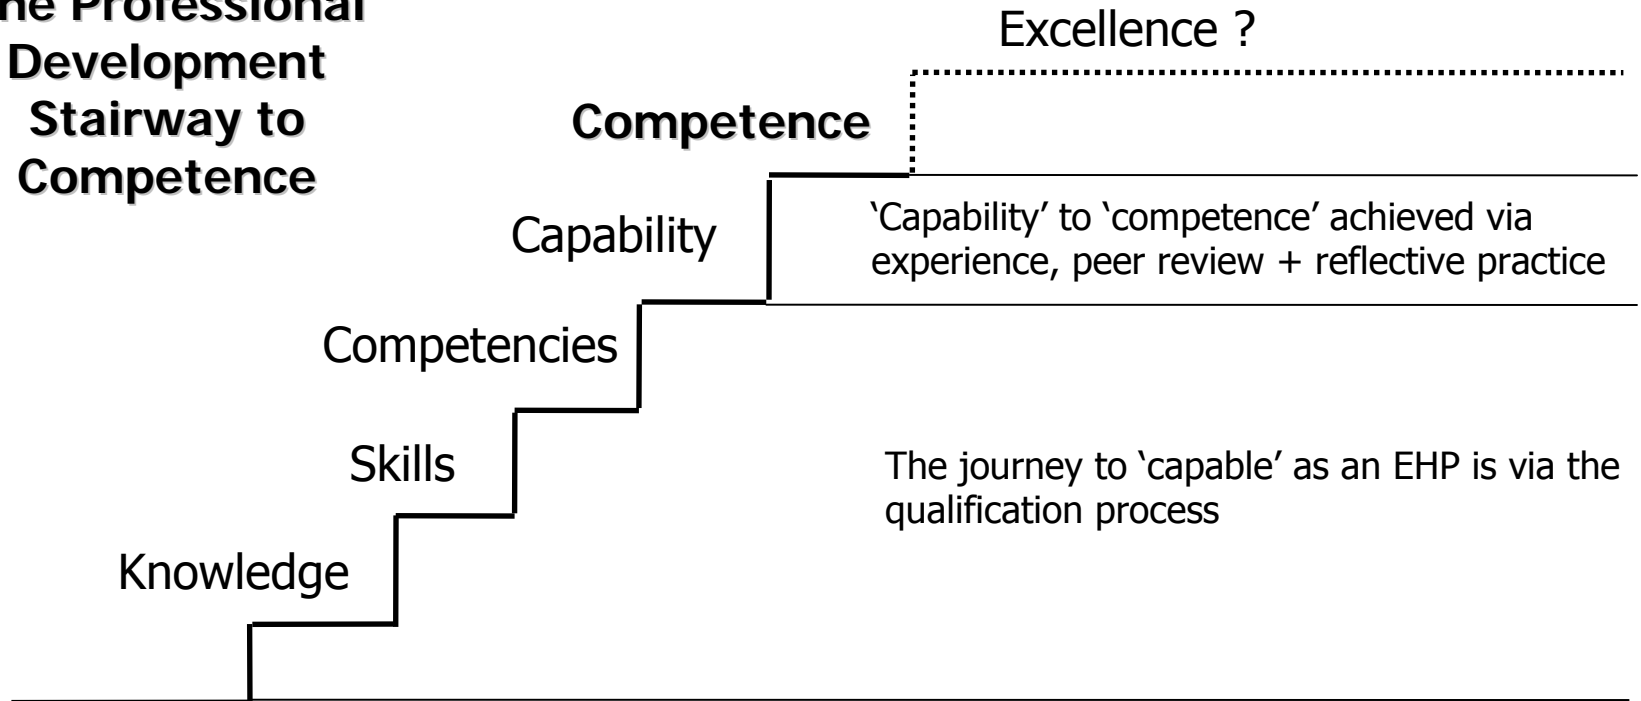 he Professional
Development
Stairway to
Competence
Excellence ?
Competence
Capability
‘Capability’ to ‘competence’ achieved via
experience, peer review + reflective practice
Competencies
Skills
The journey to ‘capable’ as an EHP is via the
qualification process
Knowledge